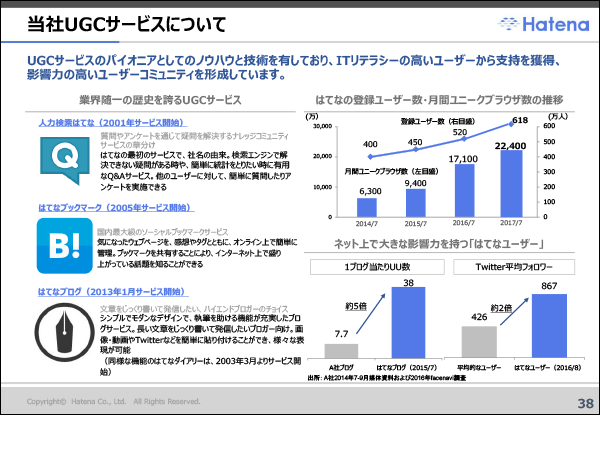 当社UGCサービスについて
Hatena
UGCサービスのパイオニアとしてのノウハウと技術を有しており、ITリテラシーの高いユーザーから支持を獲得、
影響力の高いユーザーコミュニティを形成しています。
業界随一の歴史を誇るUGCサービス
人力検索はてな（2001年サービス開始）
Q
質問やアンケートを通じて疑問を解決するナレッジコミュニティ
サービスの草分け
はてなの最初のサービスで、社名の由来。検索エンジンで解
決できない疑問がある時や、簡単に統計をとりたい時に有用
なQ&Aサービス。他のユーザーに対して、簡単に質問したりア
ンケートを実施できる
はてなブックマーク（2005年サービス開始）
B!
国内最大級のソーシャルブックマークサービス
気になったウェブページを、感想やタグとともに、オンライン上で簡単に
管理。ブックマークを共有することにより、インターネット上で盛り
上がっている話題を知ることができる
はてなブログ（2013年1月サービス開始）
文章をじっくり書いて発信したい、ハイエンドブロガーのチョイス
シンプルでモダンなデザインで、執筆を助ける機能が充実したブロ
グサービス。長い文章をじっくり書いて発信したいブロガー向け。画
像・動画やTwitterなどを簡単に貼り付けることができ、様々な表
現が可能
（同様な機能のはてなダイアリーは、2003年3月よりサービス開
始）
はてなの登録ユーザー数・月間ユニークブラウザ数の推移
(万)
(万人)
登録ユーザー数（右目盛）
月間ユニークブラウザ数（左目盛）
30,000
20,000
10,000
0
600
500
400
300
200
100
0
400
450
520
618
6,300
9,400
17,100
22,400
2014/7
2015/7
2016/7
2017/7
ネット上で大きな影響力を持つ「はてなユーザー」
1ブログ当たりUU数
約5倍
7.7
38
A社ブログ
はてなブログ（2015/7）
Twitter平均フォロワー
約2倍
426
867
平均的なユーザー
はてなユーザー（2016/8）
出所：A社2014年7-9月媒体資料および2016年facenavi調査
Copyright© Hatena Co., Ltd. All Rights Reserved.
38